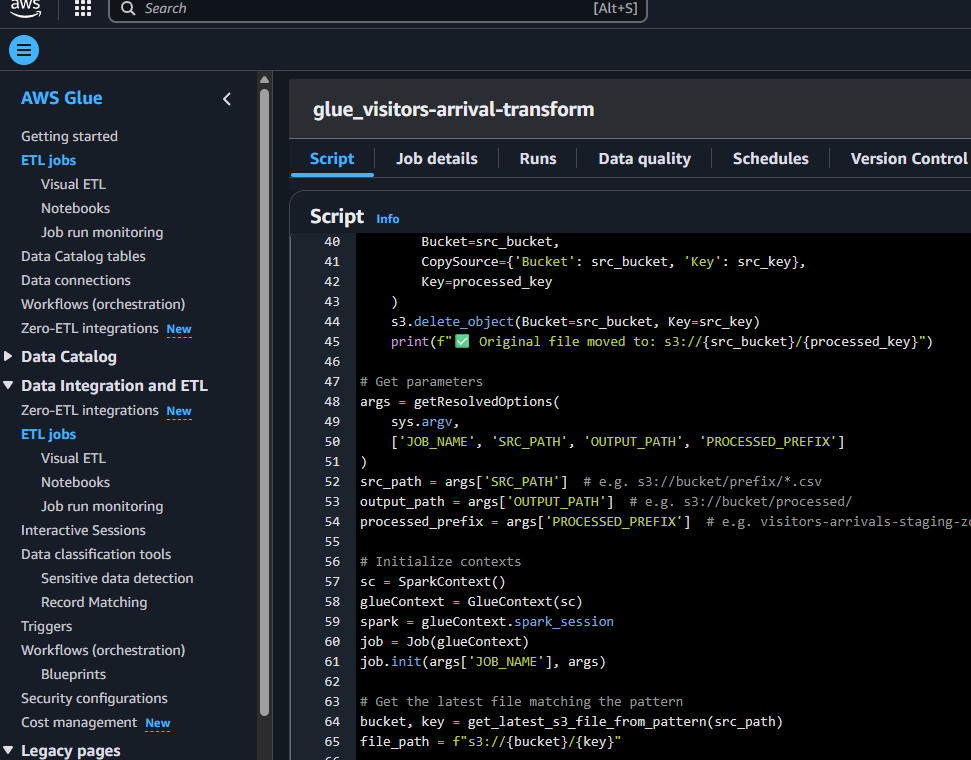 aws
Search
[Alt+S]
AWS Glue
Getting started
ETL jobs
Visual ETL
Notebooks
Job run monitoring
Data Catalog tables
Data connections
Workflows (orchestration)
Zero-ETL integrations New
Data Catalog
Data Integration and ETL
Zero-ETL integrations New
ETL jobs
Visual ETL
Notebooks
Job run monitoring
Interactive Sessions
Data classification tools
Sensitive data detection
Record Matching
Triggers
Workflows (orchestration)
Blueprints
Security configurations
Cost management New
Legacy pages
glue_visitors-arrival-transform
Script Job details Runs Data quality Schedules Version Control
Script Info
40 Bucket=src_bucket,
41 CopySource={'Bucket': src_bucket, 'Key': src_key},
42 Key=processed_key
43 )
44 s3.delete_object(Bucket=src_bucket, Key=src_key)
45 print(f"✅ Original file moved to: s3://{src_bucket}/{processed_key}")
46
47 # Get parameters
48 args = getResolvedOptions(
49 sys.argv,
50 ['JOB_NAME', 'SRC_PATH', 'OUTPUT_PATH', 'PROCESSED_PREFIX']
51 )
52 src_path = args['SRC_PATH']  # e.g. s3://bucket/prefix/*.csv
53 output_path = args['OUTPUT_PATH']  # e.g. s3://bucket/processed/
54 processed_prefix = args['PROCESSED_PREFIX']  # e.g. visitors-arrivals-staging-z
55
56 # Initialize contexts
57 sc = SparkContext()
58 glueContext = GlueContext(sc)
59 spark = glueContext.spark_session
60 job = Job(glueContext)
61 job.init(args['JOB_NAME'], args)
62
63 # Get the latest file matching the pattern
64 bucket, key = get_latest_s3_file_from_pattern(src_path)
65 file_path = f"s3://{bucket}/{key}"